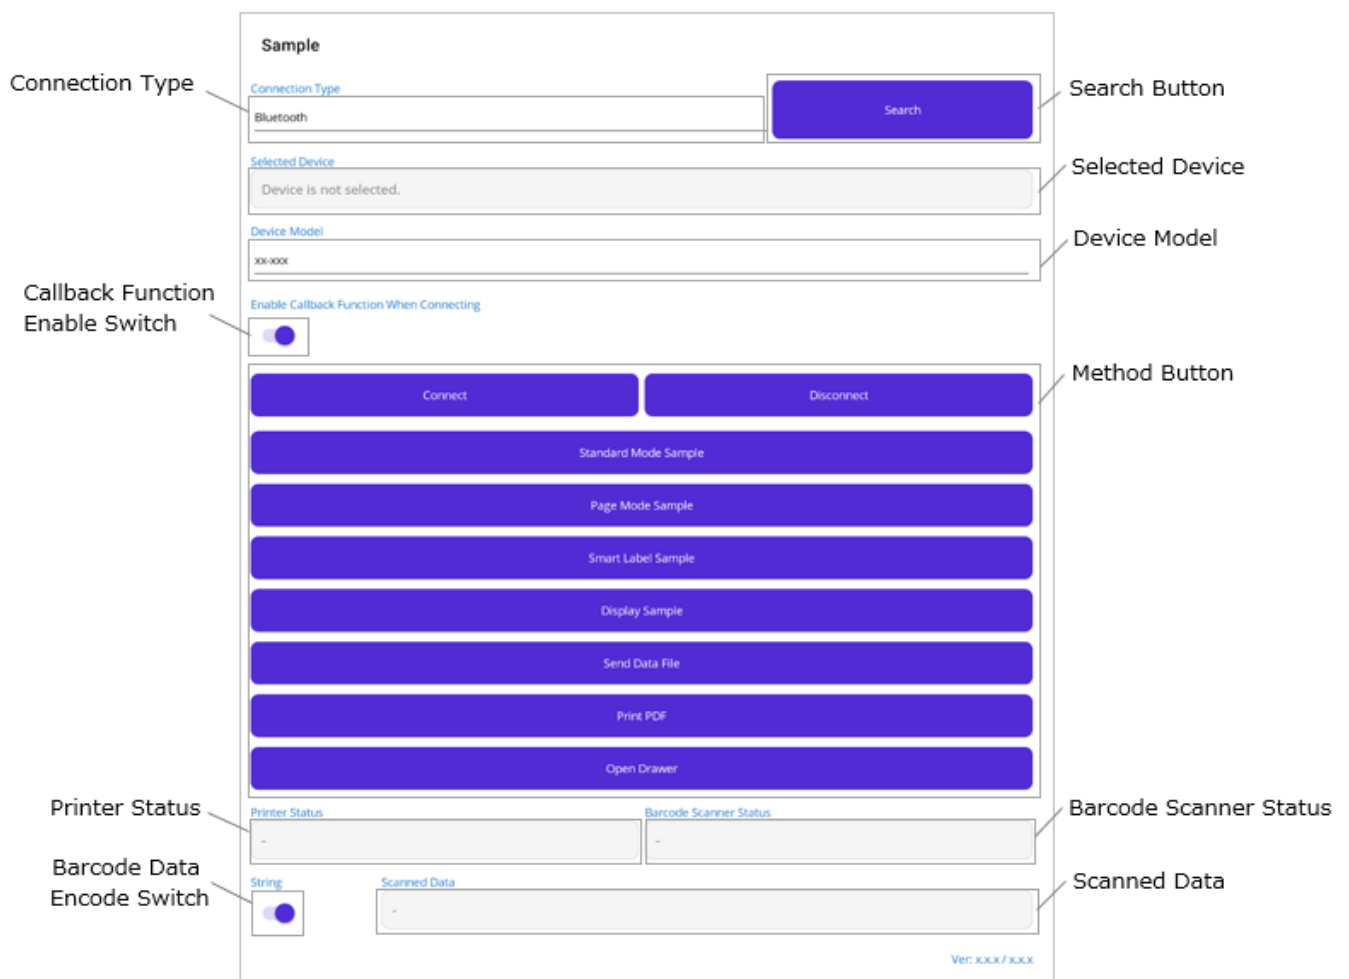 Sample
Connection Type
Connection Type
Bluetooth
Search
Search Button
Selected Device
Device is not selected.
Selected Device
Device Model
xx-xxx
Device Model
Callback Function
Enable Switch
Enable Callback Function When Connecting
Method Button
Connect
Disconnect
Standard Mode Sample
Page Mode Sample
Smart Label Sample
Display Sample
Send Data File
Print PDF
Open Drawer
Printer Status
Printer Status
-
Barcode Scanner Status
-
Barcode Scanner Status
Barcode Data
Encode Switch
String
Scanned Data
-
Scanned Data
Ver: x.x.x / x.x.x